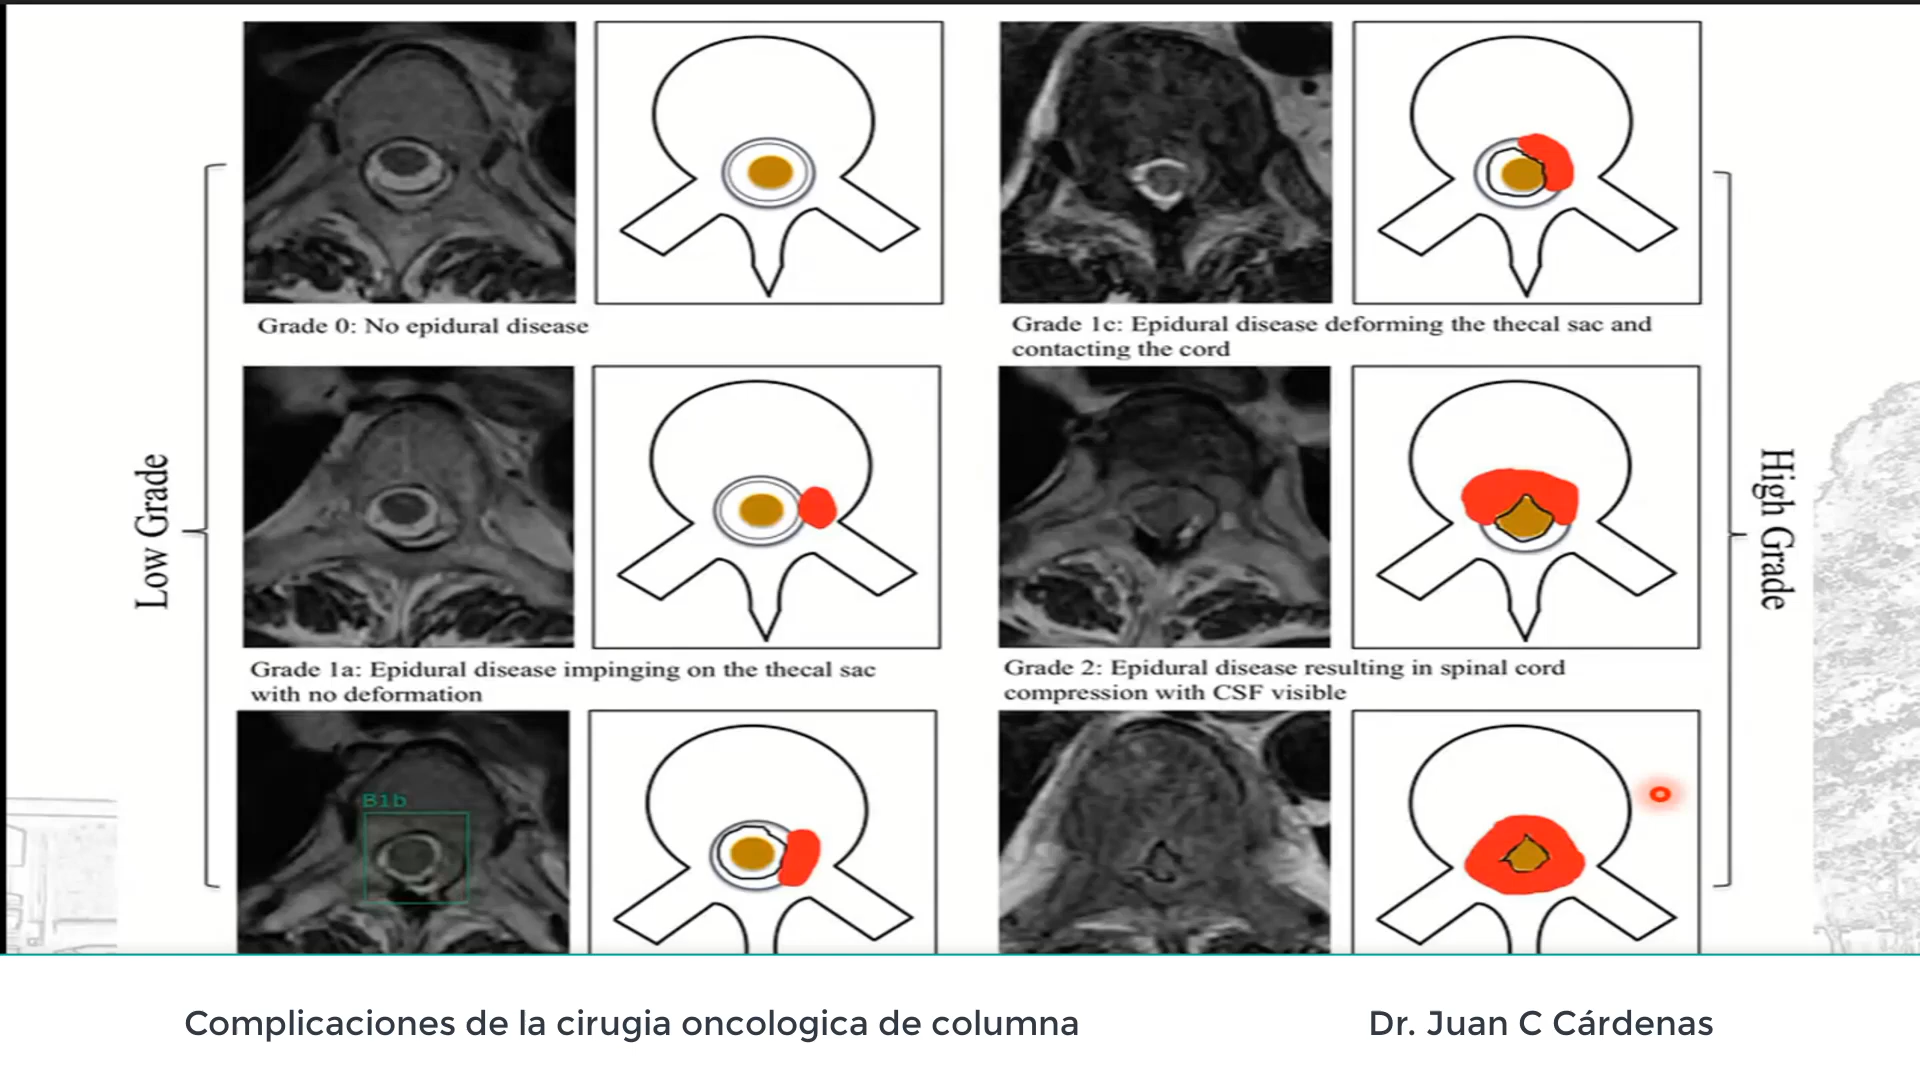 Grade 0: No epidural disease
Grade 1c: Epidural disease deforming the thecal sac and
contacting the cord
Low Grade
High Grade
Grade 1a: Epidural disease impinging on the thecal sac
with no deformation
Grade 2: Epidural disease resulting in spinal cord
compression with CSF visible
B1b
Complicaciones de la cirugia oncologica de columna
Dr. Juan C Cárdenas